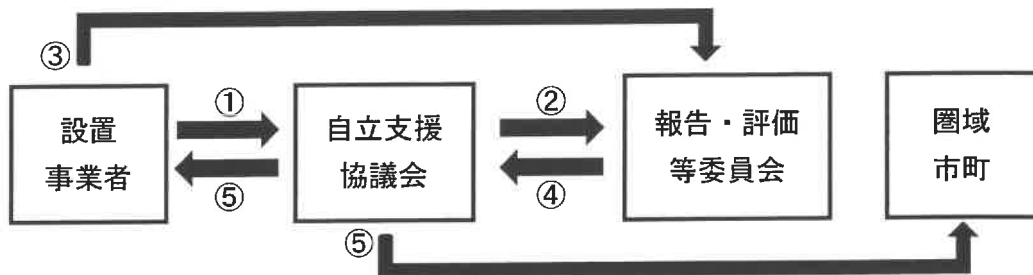 ③
①
②
設置
事業者
自立支援
協議会
報告・評価
等委員会
圏域
市町
⑤
④
⑤